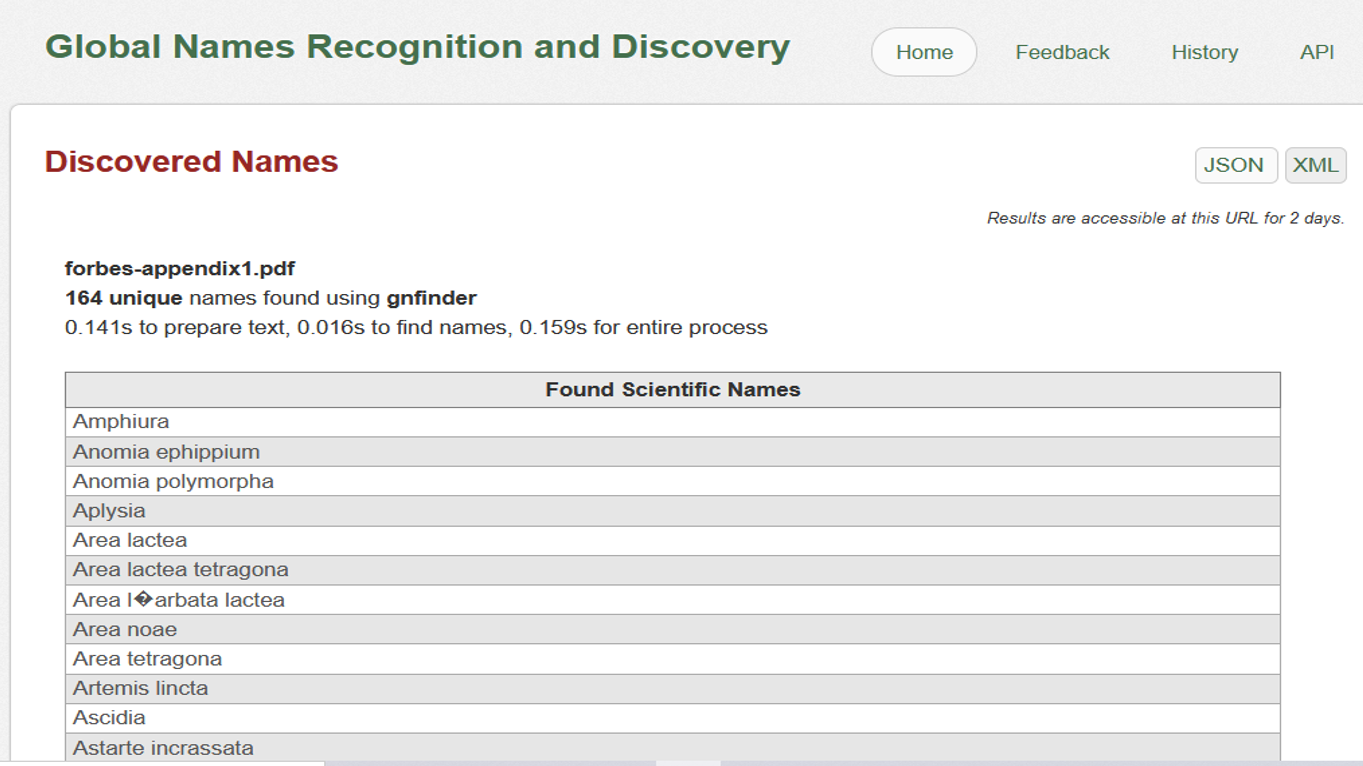 Global Names Recognition and Discovery
Home Feedback History API
Discovered Names
JSON XML
Results are accessible at this URL for 2 days.
forbes-appendix1.pdf
164 unique names found using gnfinder
0.141s to prepare text, 0.016s to find names, 0.159s for entire process
Found Scientific Names
Amphiura
Anomia ephippium
Anomia polymorpha
Aplysia
Area lactea
Area lactea tetragona
Area l�arbata lactea
Area noae
Area tetragona
Artemis lincta
Ascidia
Astarte incrassata